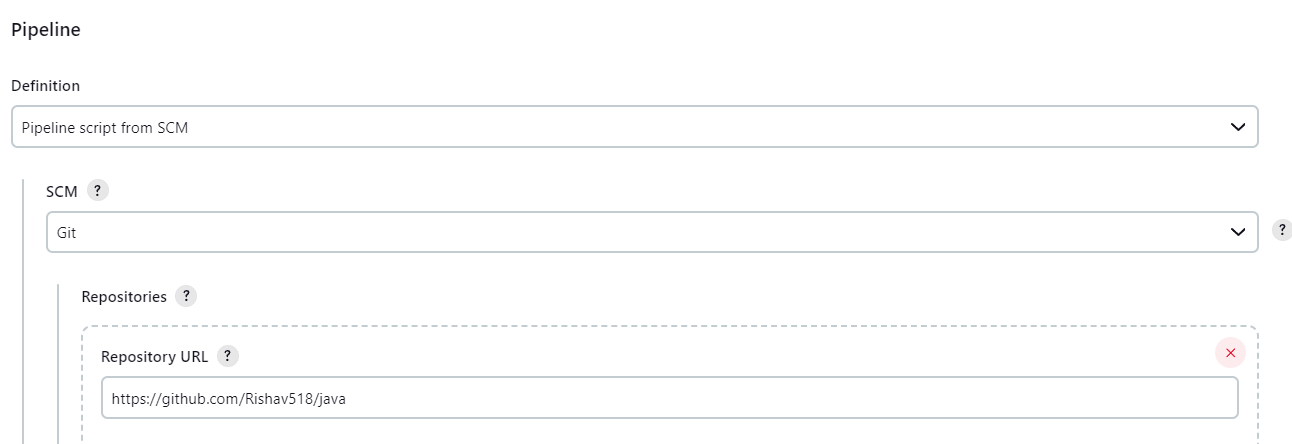 Pipeline
Definition
Pipeline script from SCM
SCM ?
Git
?
Repositories ?
Repository URL ?
https://github.com/Rishav518/java